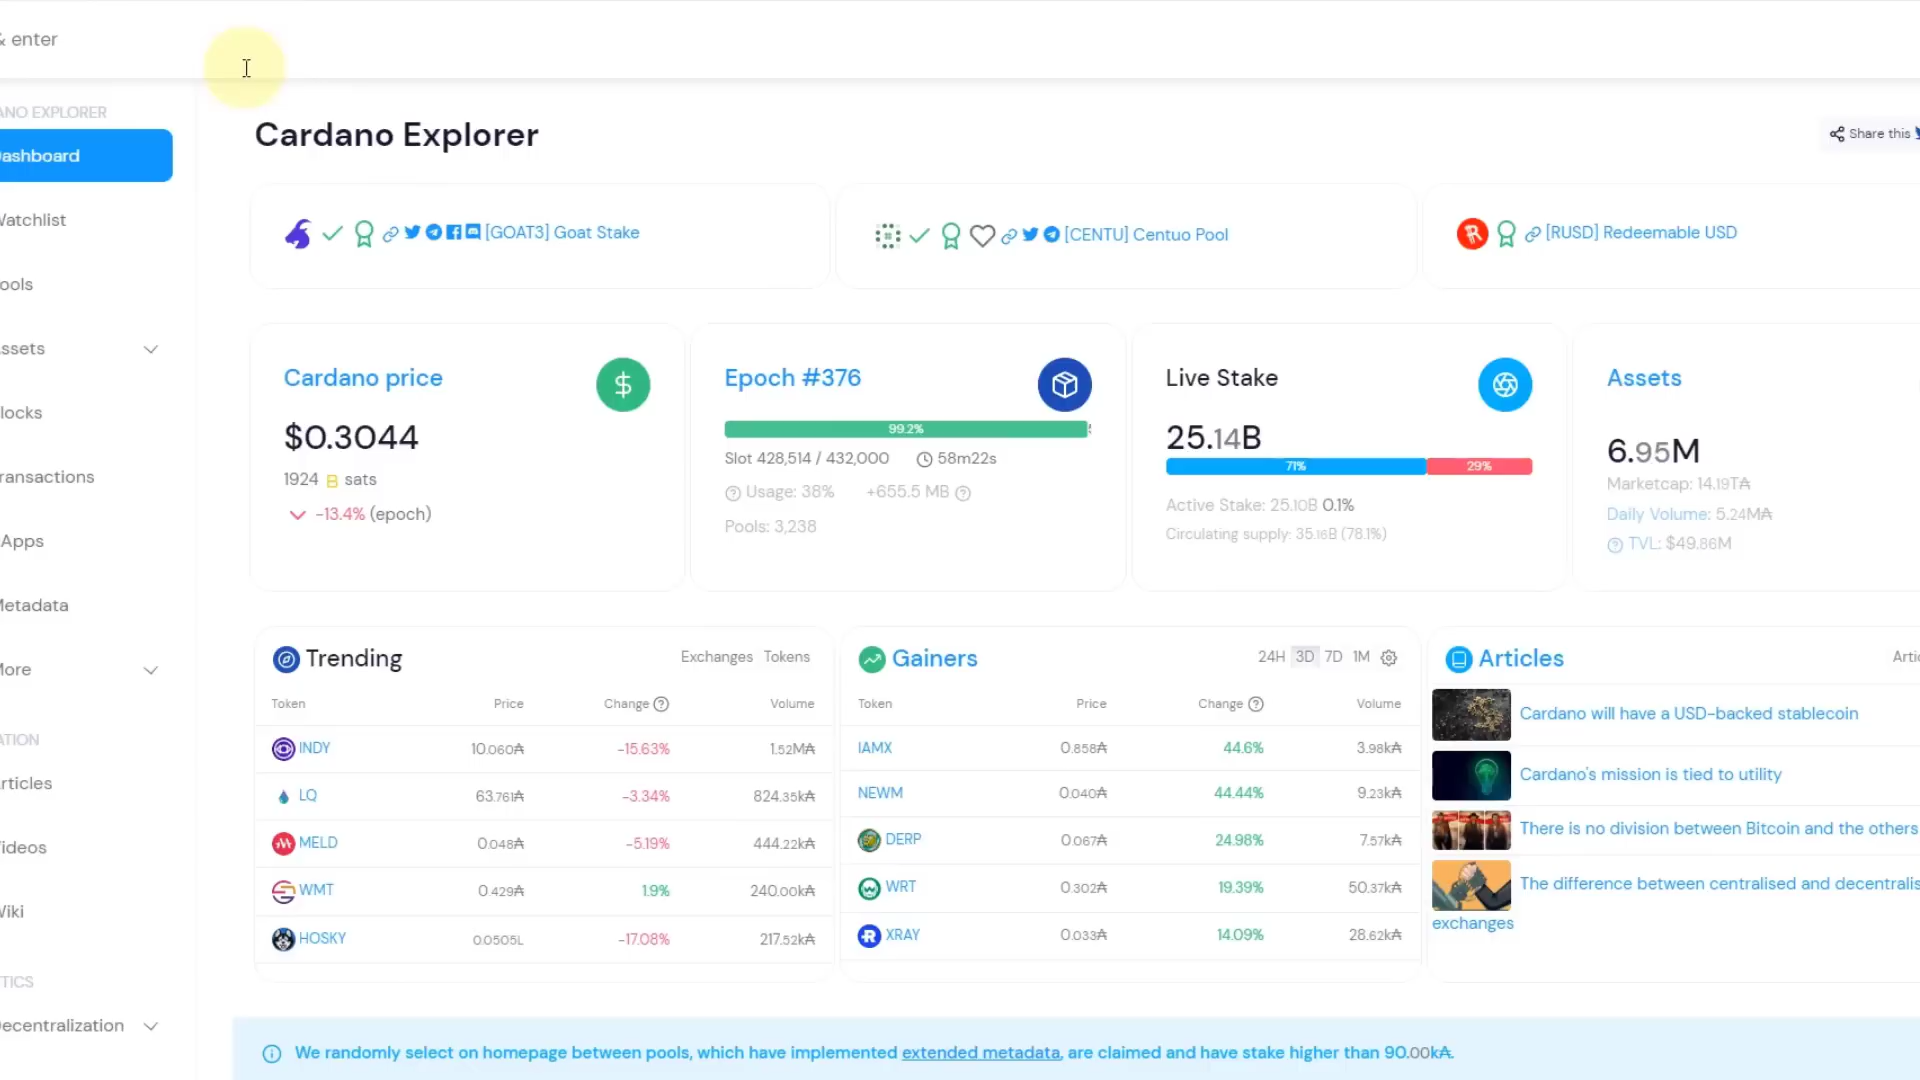 & enter
ANO EXPLORER
Dashboard
Watchlist
ools
ssets
locks
ransactions
Apps
Metadata
More
ATION
rticles
ideos
Wiki
TICS
Decentralization
Cardano Explorer
Share this
[GOAT3] Goat Stake
[CENTU] Centuo Pool
[RUSD] Redeemable USD
Cardano price
$0.3044
1924 B sats
-13.4% (epoch)
Epoch #376
99.2%
Slot 428,514 / 432,000 58m22s
Usage: 38% +655.5 MB
Pools: 3,238
Live Stake
25.14B
71% 29%
Active Stake: 25.10B 0.1%
Circulating supply: 35.16B (78.1%)
Assets
6.95M
Marketcap: 14.19T₳
Daily Volume: 5.24M₳
TVL: $49.86M
Trending Exchanges Tokens
Token Price Change Volume
INDY 10.060₳ -15.63% 1.52M₳
LQ 63.761₳ -3.34% 824.35k₳
MELD 0.048₳ -5.19% 444.22k₳
WMT 0.429₳ 1.9% 240.00k₳
HOSKY 0.0505L -17.08% 217.52k₳
Gainers 24H 3D 7D 1M
Token Price Change Volume
IAMX 0.858₳ 44.6% 3.98k₳
NEWM 0.040₳ 44.44% 9.23k₳
DERP 0.067₳ 24.98% 7.57k₳
WRT 0.302₳ 19.39% 50.37k₳
XRAY 0.033₳ 14.09% 28.62k₳
Articles Artic
Cardano will have a USD-backed stablecoin
Cardano's mission is tied to utility
There is no division between Bitcoin and the others
The difference between centralised and decentralis
exchanges
We randomly select on homepage between pools, which have implemented extended metadata, are claimed and have stake higher than 90.00k₳.